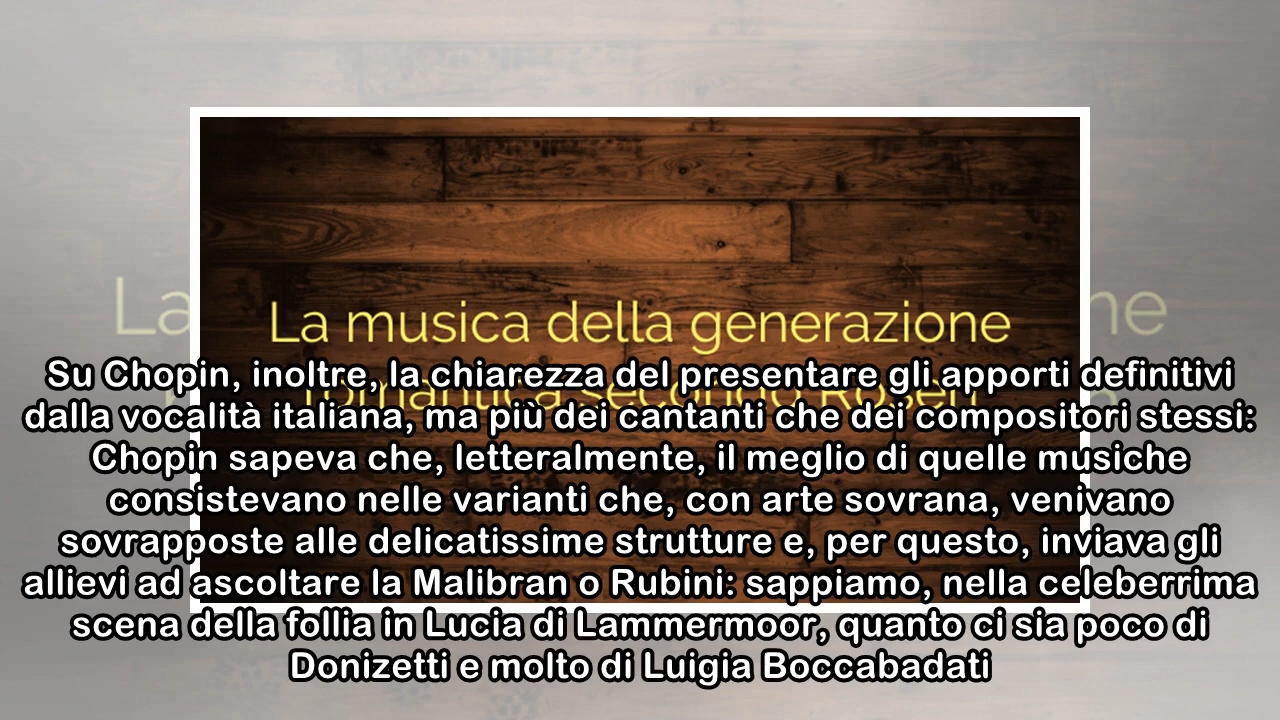 La musica della generazione
romantica secondo Rosen
Su Chopin, inoltre, la chiarezza del presentare gli apporti definitivi
dalla vocalità italiana, ma più dei cantanti che dei compositori stessi:
Chopin sapeva che, letteralmente, il meglio di quelle musiche
consistevano nelle varianti che, con arte sovrana, venivano
sovrapposte alle delicatissime strutture e, per questo, inviava gli
allievi ad ascoltare la Malibran o Rubini: sappiamo, nella celeberrima
scena della follia in Lucia di Lammermoor, quanto ci sia poco di
Donizetti e molto di Luigia Boccabadati